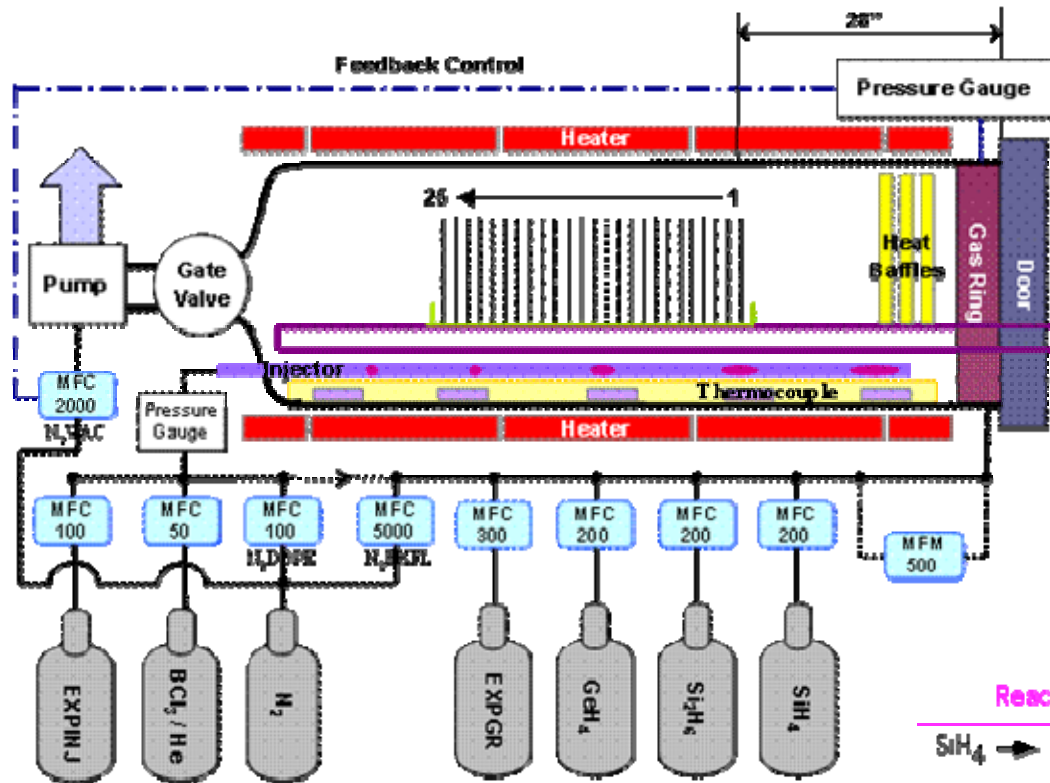 28"
Feedback Control
Pressure Gauge
Heater
25
1
Pump
Gate
Valve
Heat
Baffles
Gas Ring
Door
Injector
Thermocouple
MFC
2000
Pressure
Gauge
Heater
MFC
100
MFC
50
MFC
100
MFC
5000
MFC
300
MFC
200
MFC
200
MFC
200
MFM
500
EXPINJ
BCl₃ / He
N₂
EXPGR
GeH₄
Si₂H₆
SiH₄
Reac
SiH₄ →